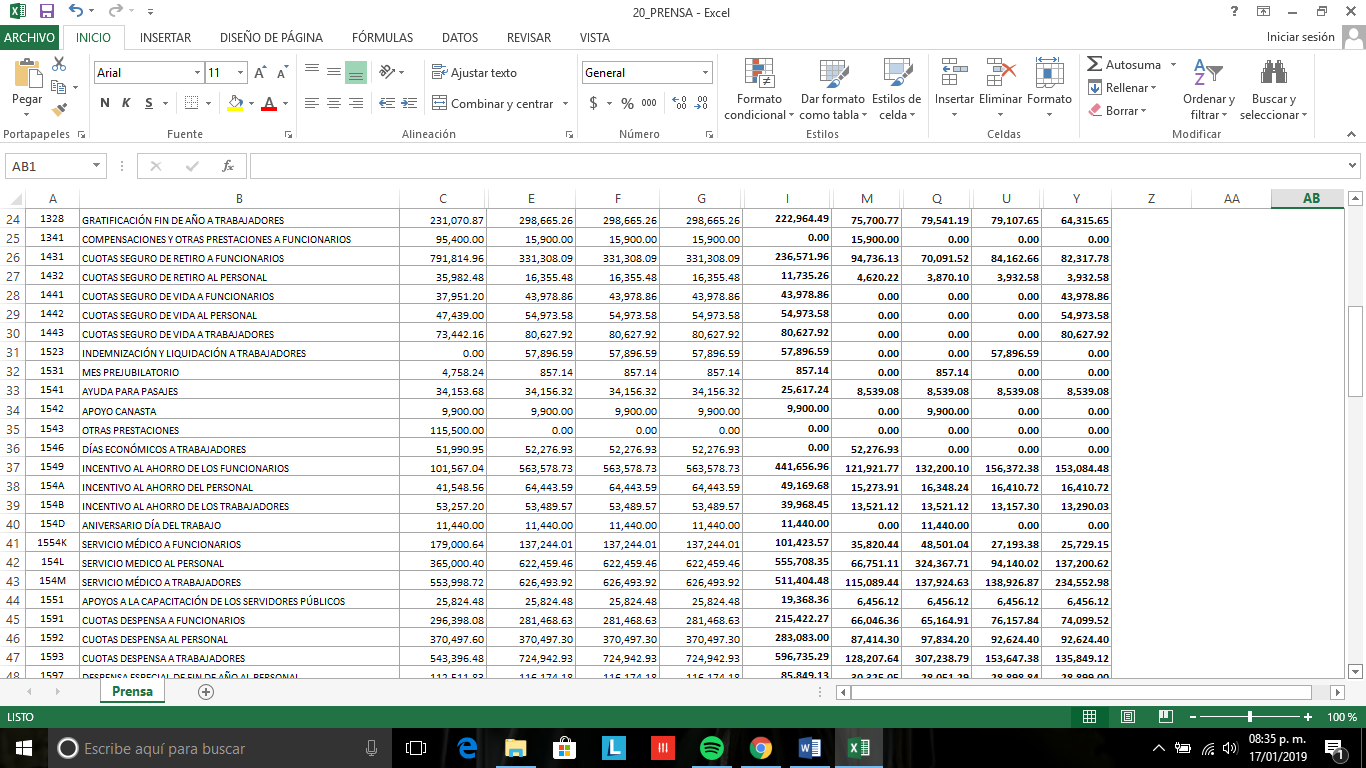 20_PRENSA - Excel
ARCHIVO INICIO INSERTAR DISEÑO DE PÁGINA FÓRMULAS DATOS REVISAR VISTA Iniciar sesión
Arial 11 Ajustar texto General Autosuma
Pegar N K S Combinar y centrar $ % 000 Formato condicional Dar formato como tabla Estilos de celda Insertar Eliminar Formato Rellenar Borrar Ordenar y filtrar Buscar y seleccionar
Portapapeles Fuente Alineación Número Estilos Celdas Modificar
AB1 fx
A B C E F G I M Q U Y Z AA AB
24 1328 GRATIFICACIÓN FIN DE AÑO A TRABAJADORES 231,070.87 298,665.26 298,665.26 298,665.26 222,964.49 75,700.77 79,541.19 79,107.65 64,315.65
25 1341 COMPENSACIONES Y OTRAS PRESTACIONES A FUNCIONARIOS 95,400.00 15,900.00 15,900.00 15,900.00 0.00 15,900.00 0.00 0.00 0.00
26 1431 CUOTAS SEGURO DE RETIRO A FUNCIONARIOS 791,814.96 331,308.09 331,308.09 331,308.09 236,571.96 94,736.13 70,091.52 84,162.66 82,317.78
27 1432 CUOTAS SEGURO DE RETIRO AL PERSONAL 35,982.48 16,355.48 16,355.48 16,355.48 11,735.26 4,620.22 3,870.10 3,932.58 3,932.58
28 1441 CUOTAS SEGURO DE VIDA A FUNCIONARIOS 37,951.20 43,978.86 43,978.86 43,978.86 43,978.86 0.00 0.00 0.00 43,978.86
29 1442 CUOTAS SEGURO DE VIDA AL PERSONAL 47,439.00 54,973.58 54,973.58 54,973.58 54,973.58 0.00 0.00 0.00 54,973.58
30 1443 CUOTAS SEGURO DE VIDA A TRABAJADORES 73,442.16 80,627.92 80,627.92 80,627.92 80,627.92 0.00 0.00 0.00 80,627.92
31 1523 INDEMNIZACIÓN Y LIQUIDACIÓN A TRABAJADORES 0.00 57,896.59 57,896.59 57,896.59 57,896.59 0.00 0.00 57,896.59 0.00
32 1531 MES PREJUBILATORIO 4,758.24 857.14 857.14 857.14 857.14 0.00 857.14 0.00 0.00
33 1541 AYUDA PARA PASAJES 34,153.68 34,156.32 34,156.32 34,156.32 25,617.24 8,539.08 8,539.08 8,539.08 8,539.08
34 1542 APOYO CANASTA 9,900.00 9,900.00 9,900.00 9,900.00 9,900.00 0.00 9,900.00 0.00 0.00
35 1543 OTRAS PRESTACIONES 115,500.00 0.00 0.00 0.00 0.00 0.00 0.00 0.00 0.00
36 1546 DÍAS ECONÓMICOS A TRABAJADORES 51,990.95 52,276.93 52,276.93 52,276.93 0.00 52,276.93 0.00 0.00 0.00
37 1549 INCENTIVO AL AHORRO DE LOS FUNCIONARIOS 101,567.04 563,578.73 563,578.73 563,578.73 441,656.96 121,921.77 132,200.10 156,372.38 153,084.48
38 154A INCENTIVO AL AHORRO DEL PERSONAL 41,548.56 64,443.59 64,443.59 64,443.59 49,169.68 15,273.91 16,348.24 16,410.72 16,410.72
39 154B INCENTIVO AL AHORRO DE LOS TRABAJADORES 53,257.20 53,489.57 53,489.57 53,489.57 39,968.45 13,521.12 13,521.12 13,157.30 13,290.03
40 154D ANIVERSARIO DÍA DEL TRABAJO 11,440.00 11,440.00 11,440.00 11,440.00 11,440.00 0.00 11,440.00 0.00 0.00
41 1554K SERVICIO MÉDICO A FUNCIONARIOS 179,000.64 137,244.01 137,244.01 137,244.01 101,423.57 35,820.44 48,501.04 27,193.38 25,729.15
42 154L SERVICIO MEDICO AL PERSONAL 365,000.40 622,459.46 622,459.46 622,459.46 555,708.35 66,751.11 324,367.71 94,140.02 137,200.62
43 154M SERVICIO MÉDICO A TRABAJADORES 553,998.72 626,493.92 626,493.92 626,493.92 511,404.48 115,089.44 137,924.63 138,926.87 234,552.98
44 1551 APOYOS A LA CAPACITACIÓN DE LOS SERVIDORES PÚBLICOS 25,824.48 25,824.48 25,824.48 25,824.48 19,368.36 6,456.12 6,456.12 6,456.12 6,456.12
45 1591 CUOTAS DESPENSA A FUNCIONARIOS 296,398.08 281,468.63 281,468.63 281,468.63 215,422.27 66,046.36 65,164.91 76,157.84 74,099.52
46 1592 CUOTAS DESPENSA AL PERSONAL 370,497.60 370,497.30 370,497.30 370,497.30 283,083.00 87,414.30 97,834.20 92,624.40 92,624.40
47 1593 CUOTAS DESPENSA A TRABAJADORES 543,396.48 724,942.93 724,942.93 724,942.93 596,735.29 128,207.64 307,238.79 153,647.38 135,849.12
48 1597 DESPENSA ESPECIAL DE FIN DE AÑO AL PERSONAL 112,511.83 116,174.18 116,174.18 116,174.18 85,849.13 30,325.05 28,051.29 28,898.84 28,899.00
Prensa
LISTO 100 %
Escribe aquí para buscar
08:35 p. m.
17/01/2019